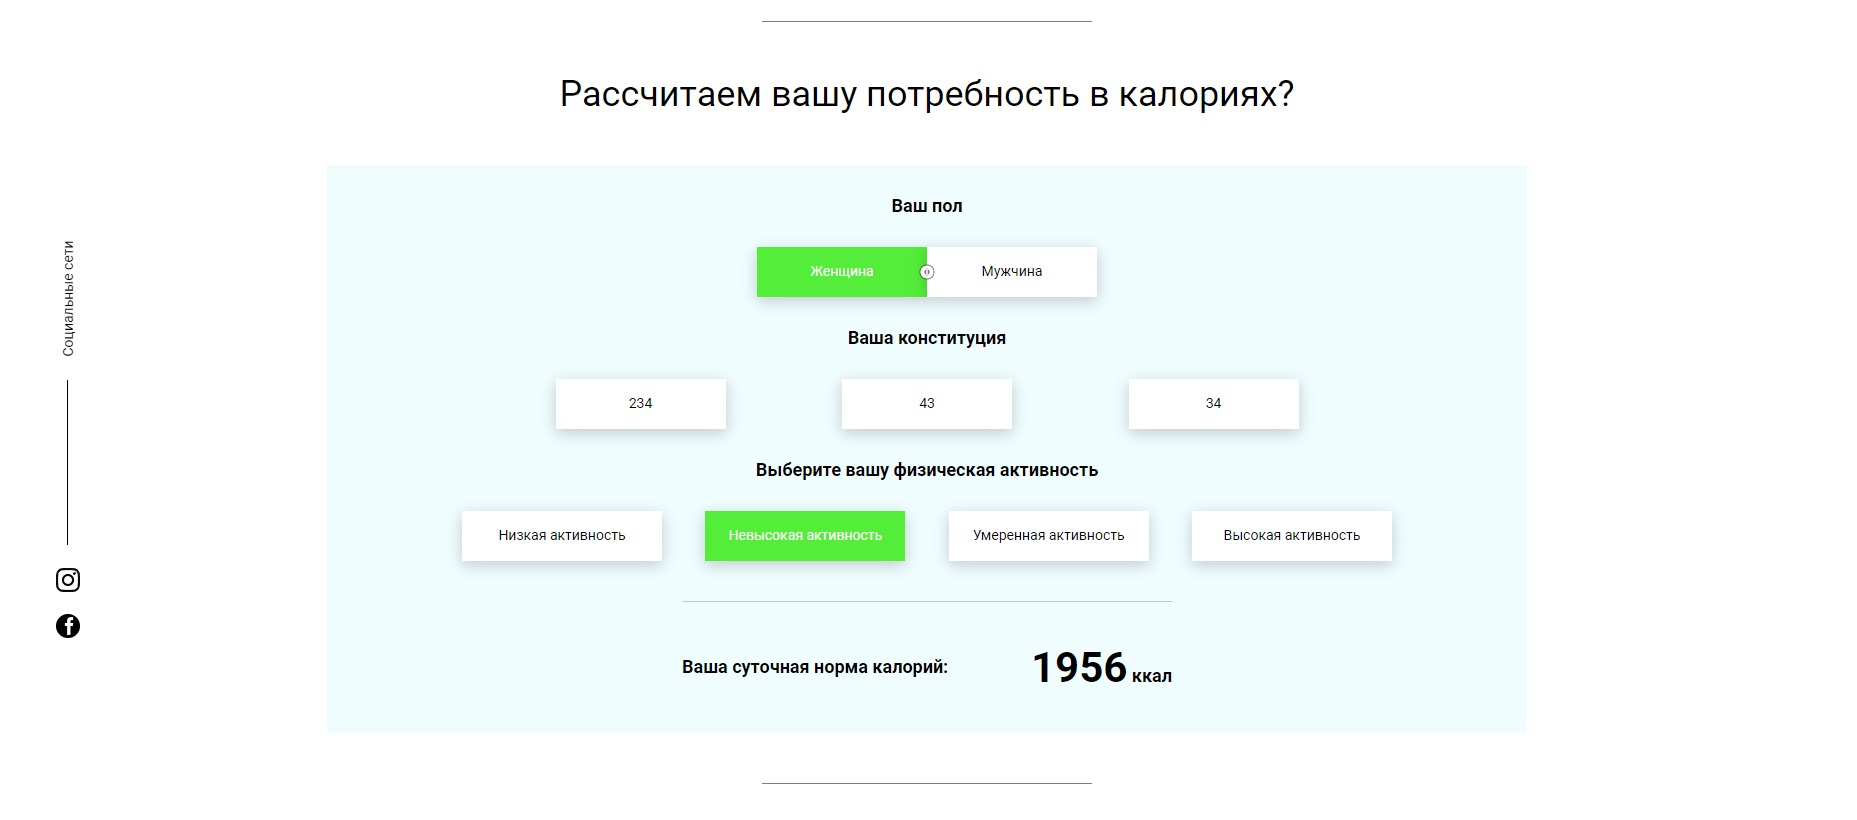 Рассчитаем вашу потребность в калориях?
Социальные сети
Ваш пол
Женщина
Мужчина
Ваша конституция
234
43
34
Выберите вашу физическая активность
Низкая активность
Невысокая активность
Умеренная активность
Высокая активность
Ваша суточная норма калорий:
1956 ккал